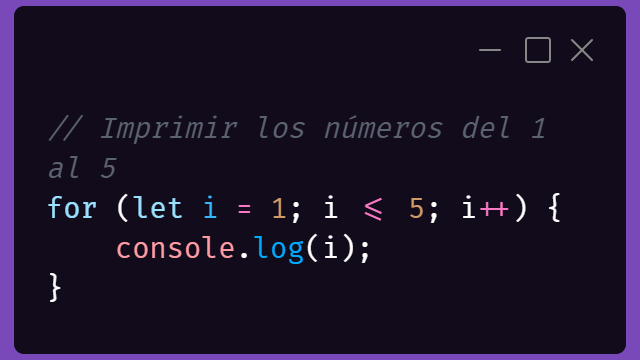 // Imprimir los números del 1
al 5
for (let i = 1; i <= 5; i++) {
    console.log(i);
}